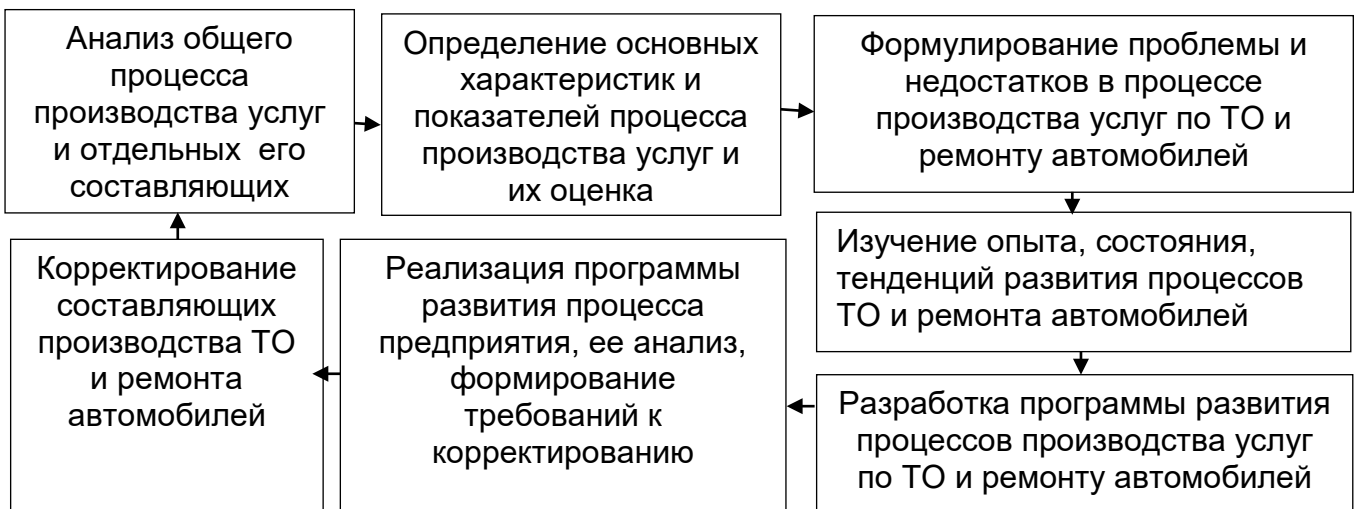 Анализ общего
процесса
производства услуг
и отдельных его
составляющих
Определение основных
характеристик и
показателей процесса
производства услуг и
их оценка
Формулирование проблемы и
недостатков в процессе
производства услуг по ТО и
ремонту автомобилей
Изучение опыта, состояния,
тенденций развития процессов
ТО и ремонта автомобилей
Разработка программы развития
процессов производства услуг
по ТО и ремонту автомобилей
Реализация программы
развития процесса
предприятия, ее анализ,
формирование
требований к
корректированию
Корректирование
составляющих
производства ТО
и ремонта
автомобилей